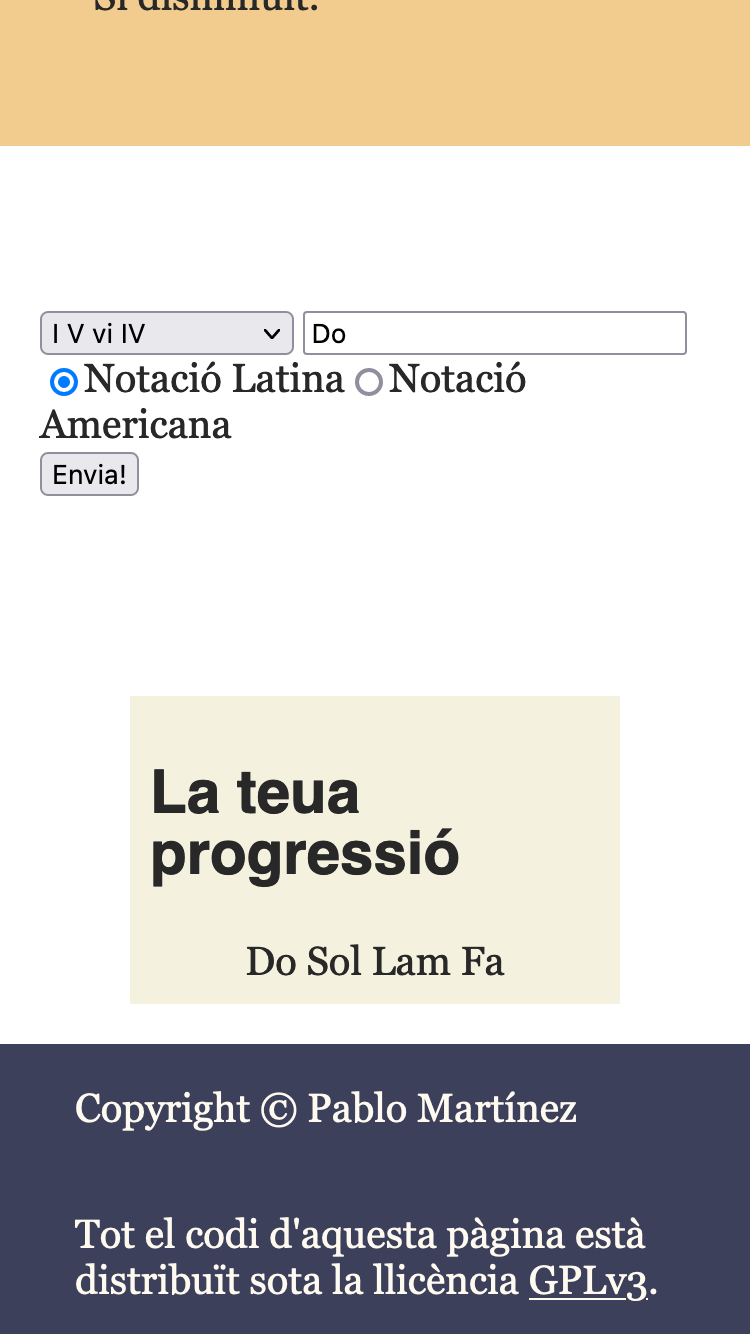 Si disminuït.
I V vi IV
Do
Notació Latina Notació
Americana
Envia!
La teua
progressió
Do Sol Lam Fa
Copyright © Pablo Martínez
Tot el codi d'aquesta pàgina està
distribuït sota la llicència GPLv3.